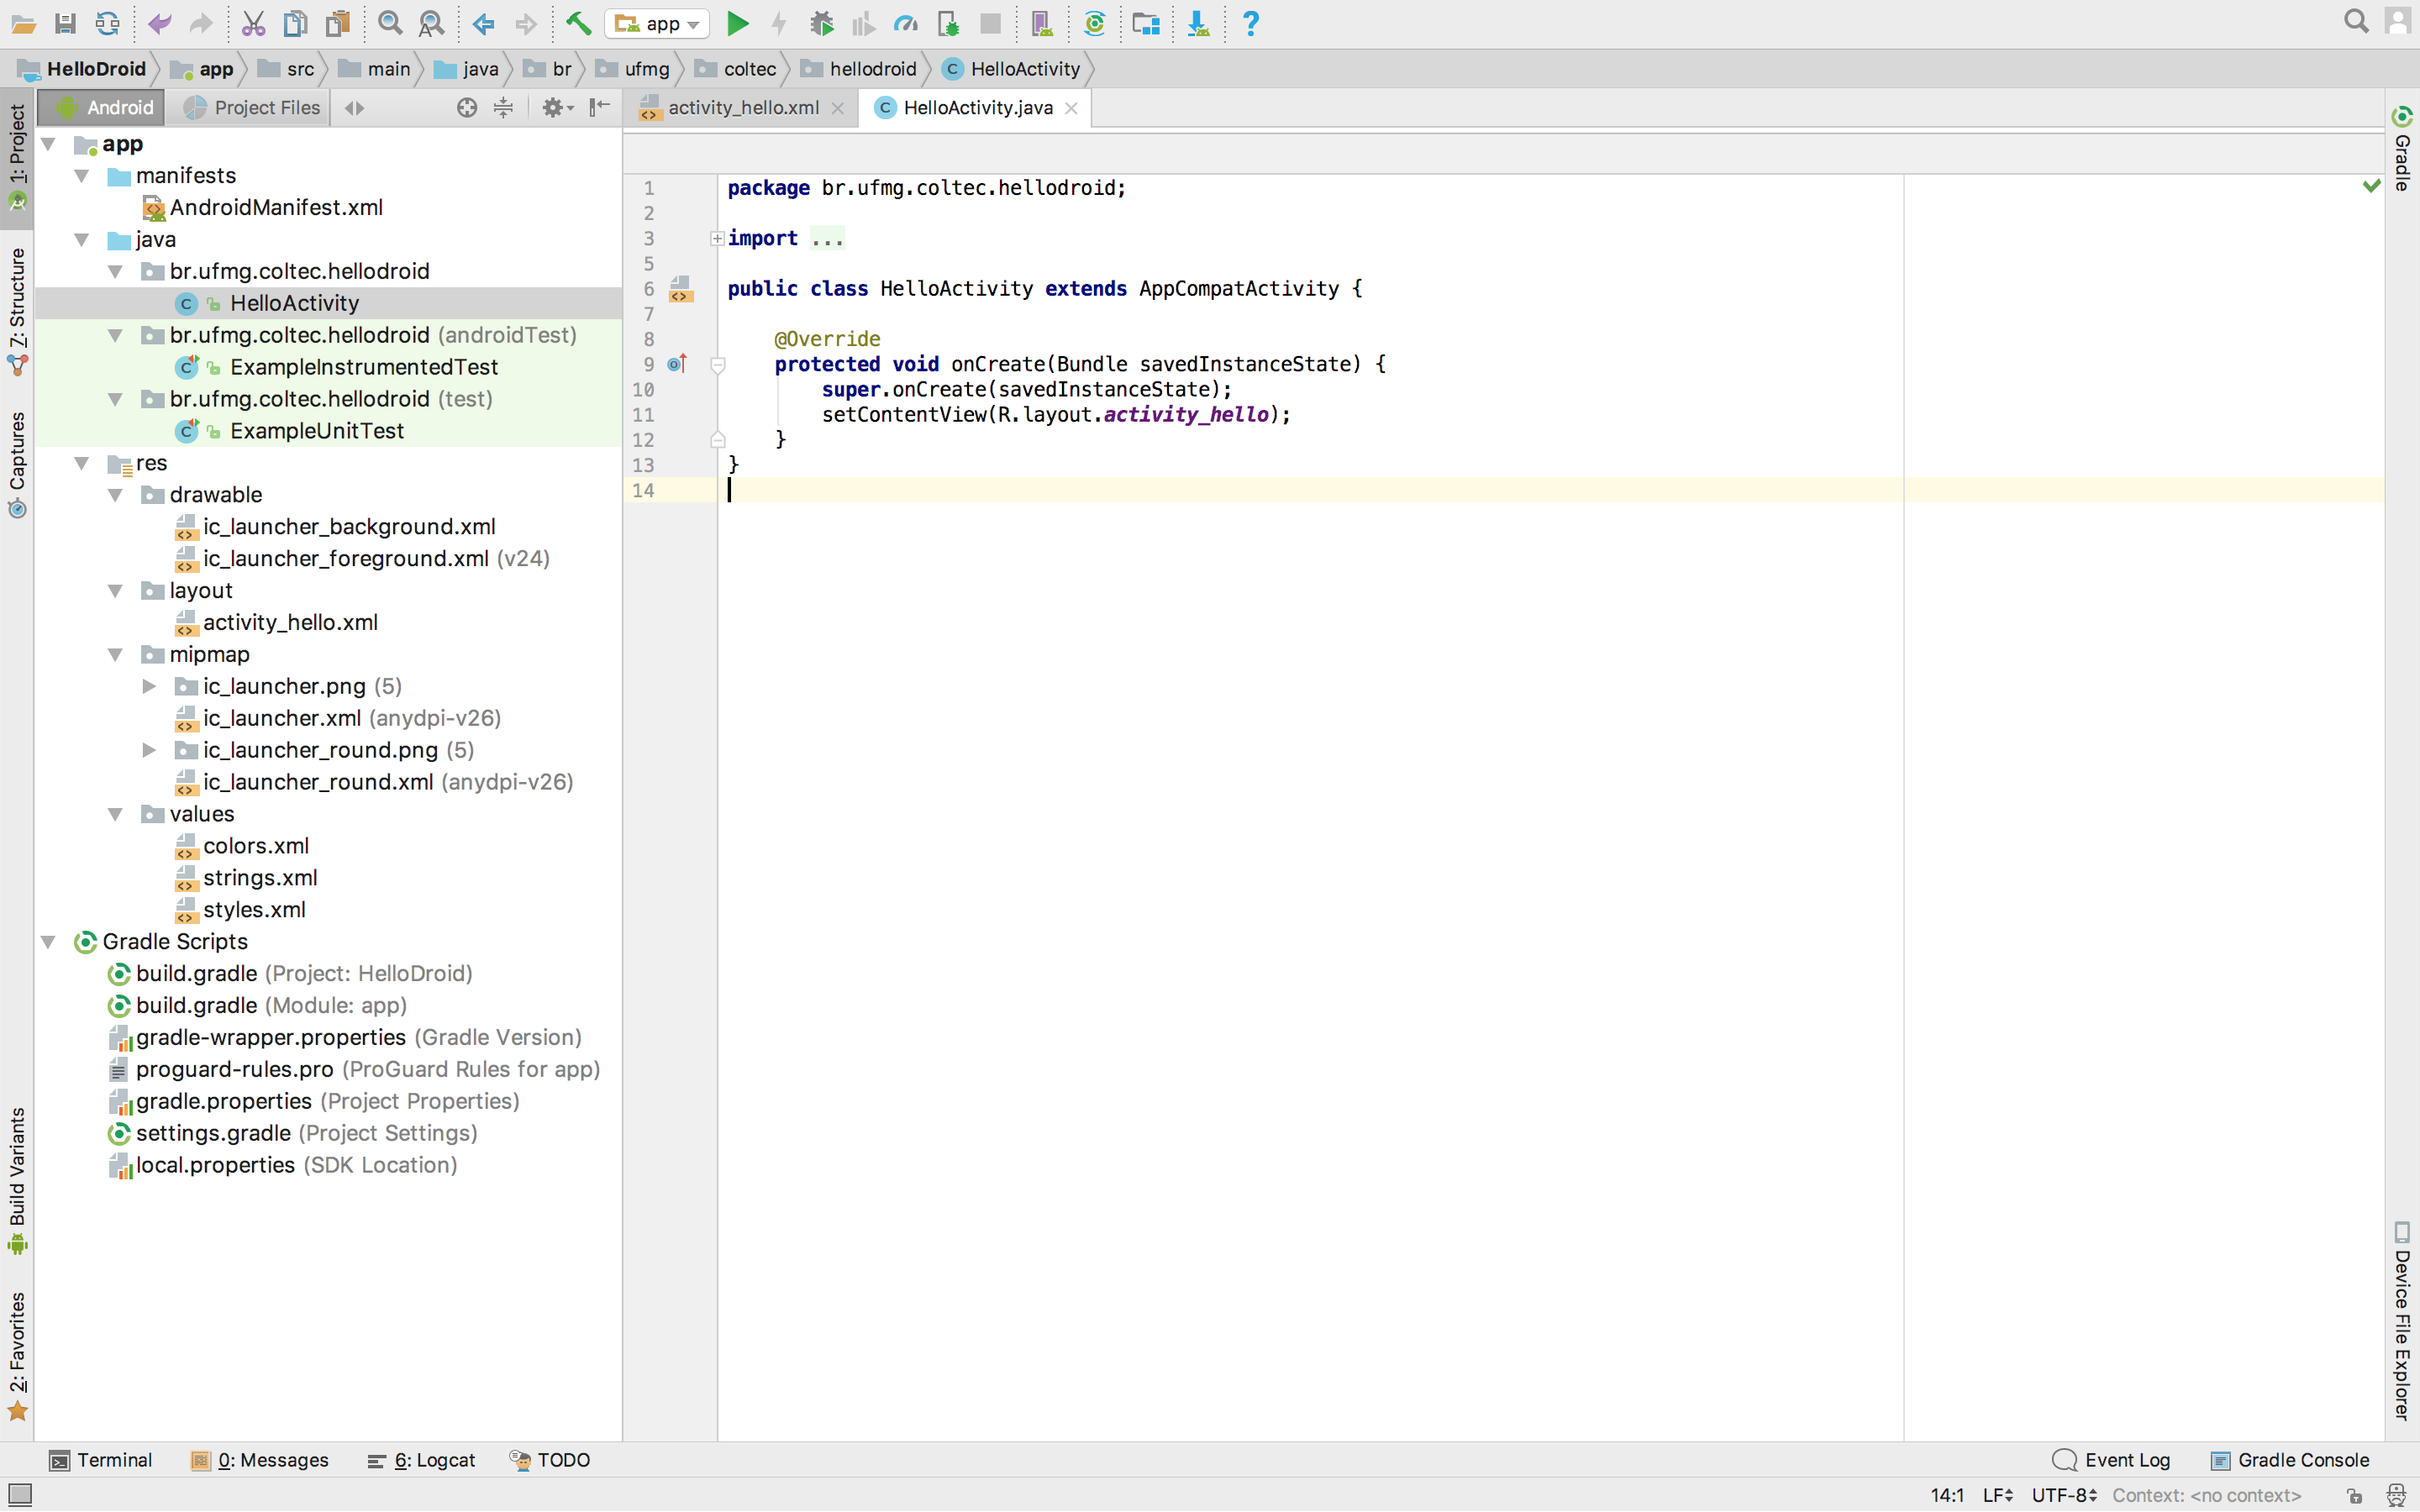 app
HelloDroid app src main java br ufmg coltec hellodroid HelloActivity
Android Project Files
activity_hello.xml HelloActivity.java
1: Project
7: Structure
Captures
Build Variants
2: Favorites
app
manifests
AndroidManifest.xml
java
br.ufmg.coltec.hellodroid
HelloActivity
br.ufmg.coltec.hellodroid (androidTest)
ExampleInstrumentedTest
br.ufmg.coltec.hellodroid (test)
ExampleUnitTest
res
drawable
ic_launcher_background.xml
ic_launcher_foreground.xml (v24)
layout
activity_hello.xml
mipmap
ic_launcher.png (5)
ic_launcher.xml (anydpi-v26)
ic_launcher_round.png (5)
ic_launcher_round.xml (anydpi-v26)
values
colors.xml
strings.xml
styles.xml
Gradle Scripts
build.gradle (Project: HelloDroid)
build.gradle (Module: app)
gradle-wrapper.properties (Gradle Version)
proguard-rules.pro (ProGuard Rules for app)
gradle.properties (Project Properties)
settings.gradle (Project Settings)
local.properties (SDK Location)
1 package br.ufmg.coltec.hellodroid;
2
3 import ...
5
6 public class HelloActivity extends AppCompatActivity {
7
8 @Override
9 protected void onCreate(Bundle savedInstanceState) {
10 super.onCreate(savedInstanceState);
11 setContentView(R.layout.activity_hello);
12 }
13 }
14
Gradle
Device File Explorer
Terminal 0: Messages 6: Logcat TODO Event Log Gradle Console
14:1 LF UTF-8 Context: <no context>